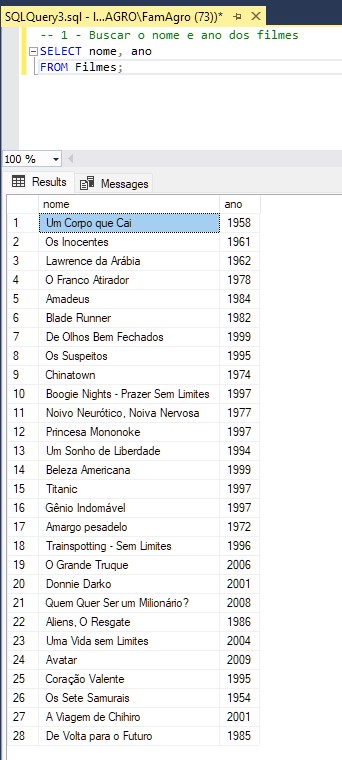 SQLQuery3.sql - I...AGRO\FamAgro (73))*
-- 1 - Buscar o nome e ano dos filmes
SELECT nome, ano
FROM Filmes;
100 %
Results Messages
nome ano
1 Um Corpo que Cai 1958
2 Os Inocentes 1961
3 Lawrence da Arábia 1962
4 O Franco Atirador 1978
5 Amadeus 1984
6 Blade Runner 1982
7 De Olhos Bem Fechados 1999
8 Os Suspeitos 1995
9 Chinatown 1974
10 Boogie Nights - Prazer Sem Limites 1997
11 Noivo Neurótico, Noiva Nervosa 1977
12 Princesa Mononoke 1997
13 Um Sonho de Liberdade 1994
14 Beleza Americana 1999
15 Titanic 1997
16 Gênio Indomável 1997
17 Amargo pesadelo 1972
18 Trainspotting - Sem Limites 1996
19 O Grande Truque 2006
20 Donnie Darko 2001
21 Quem Quer Ser um Milionário? 2008
22 Aliens, O Resgate 1986
23 Uma Vida sem Limites 2004
24 Avatar 2009
25 Coração Valente 1995
26 Os Sete Samurais 1954
27 A Viagem de Chihiro 2001
28 De Volta para o Futuro 1985